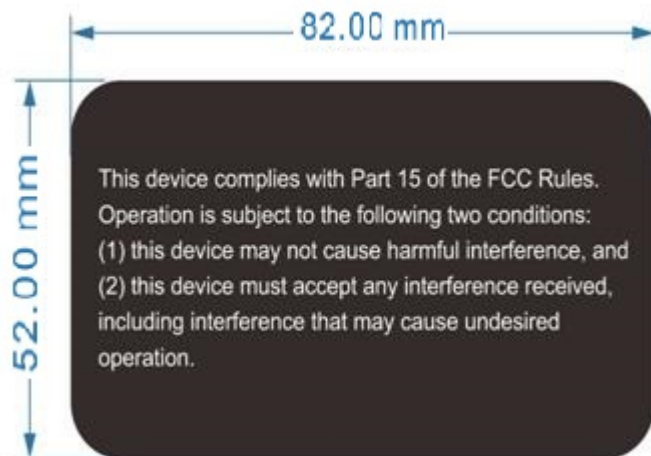 82.00 mm
52.00 mm
This device complies with Part 15 of the FCC Rules.
Operation is subject to the following two conditions:
(1) this device may not cause harmful interference, and
(2) this device must accept any interference received,
including interference that may cause undesired
operation.